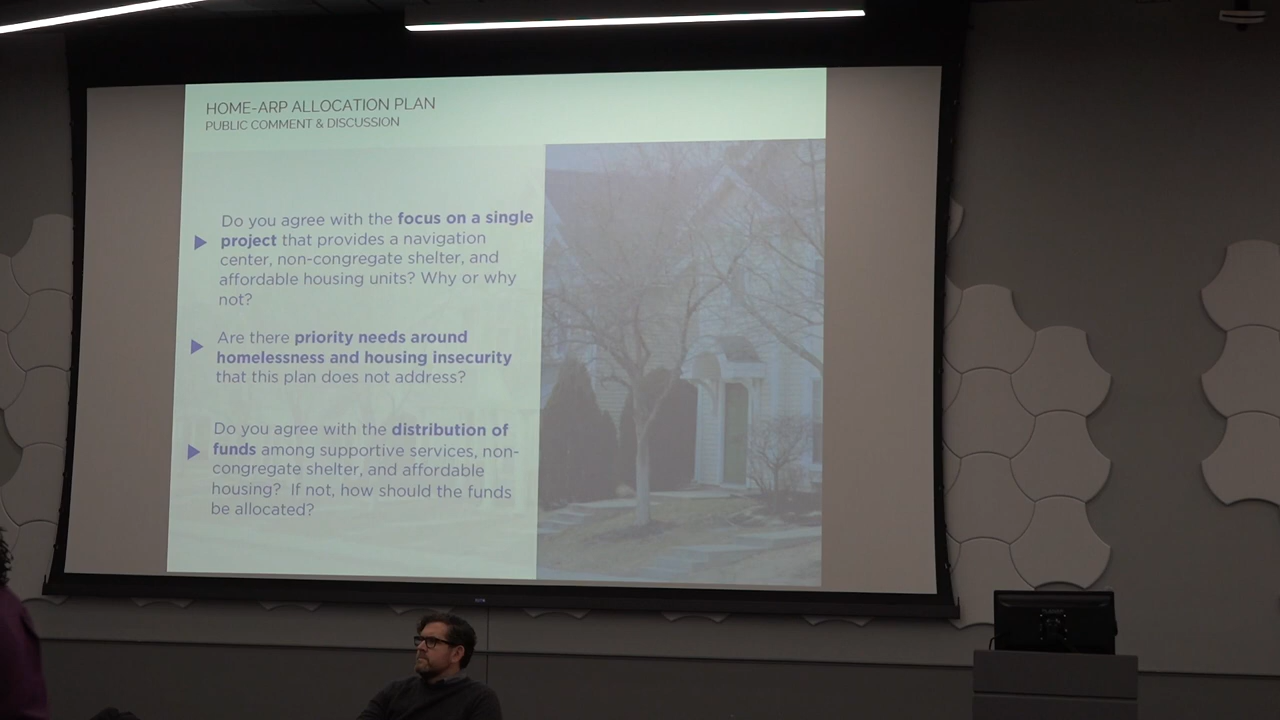 HOME-ARP ALLOCATION PLAN
PUBLIC COMMENT & DISCUSSION
Do you agree with the focus on a single
project that provides a navigation
center, non-congregate shelter, and
affordable housing units? Why or why
not?
Are there priority needs around
homelessness and housing insecurity
that this plan does not address?
Do you agree with the distribution of
funds among supportive services, non-
congregate shelter, and affordable
housing? If not, how should the funds
be allocated?